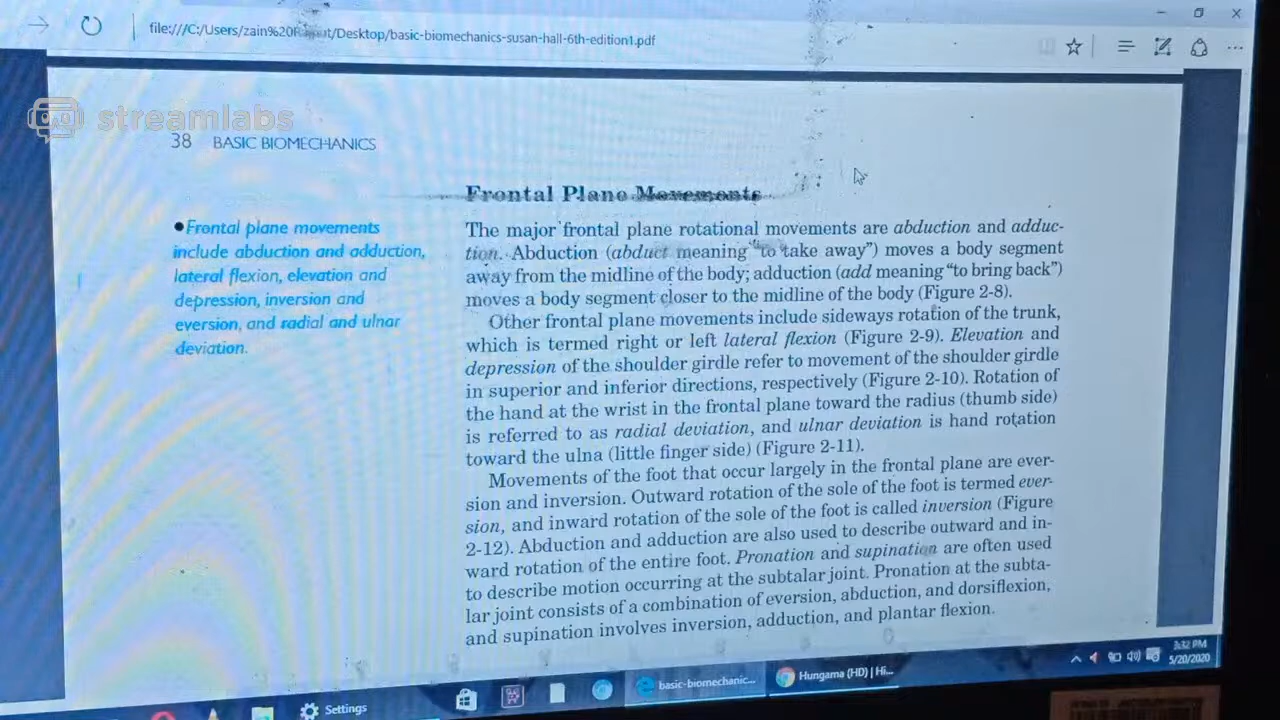 file:///C:/Users/zain%20R
ut/Desktop/basic-biomechanics-susan-hall-6th-edition1.pdf
streamlabs
38 BASIC BIOMECHANICS
Frontal Plane Movements
●Frontal plane movements
include abduction and adduction,
lateral flexion, elevation and
depression, inversion and
eversion, and radial and ulnar
deviation.
The major frontal plane rotational movements are abduction and adduc-
tion. Abduction (abduct meaning "to take away") moves a body segment
away from the midline of the body; adduction (add meaning "to bring back")
moves a body segment closer to the midline of the body (Figure 2-8).
Other frontal plane movements include sideways rotation of the trunk,
which is termed right or left lateral flexion (Figure 2-9). Elevation and
depression of the shoulder girdle refer to movement of the shoulder girdle
in superior and inferior directions, respectively (Figure 2-10). Rotation of
the hand at the wrist in the frontal plane toward the radius (thumb side)
is referred to as radial deviation, and ulnar deviation is hand rotation
toward the ulna (little finger side) (Figure 2-11).
Movements of the foot that occur largely in the frontal plane are ever-
sion and inversion. Outward rotation of the sole of the foot is termed ever-
sion, and inward rotation of the sole of the foot is called inversion (Figure
2-12). Abduction and adduction are also used to describe outward and in-
ward rotation of the entire foot. Pronation and supination are often used
to describe motion occurring at the subtalar joint. Pronation at the subta-
lar joint consists of a combination of eversion, abduction, and dorsiflexion,
and supination involves inversion, adduction, and plantar flexion.
Settings
basic-biomechanic...
Hungama (HD) | Hi...
3:32 PM
5/20/2020